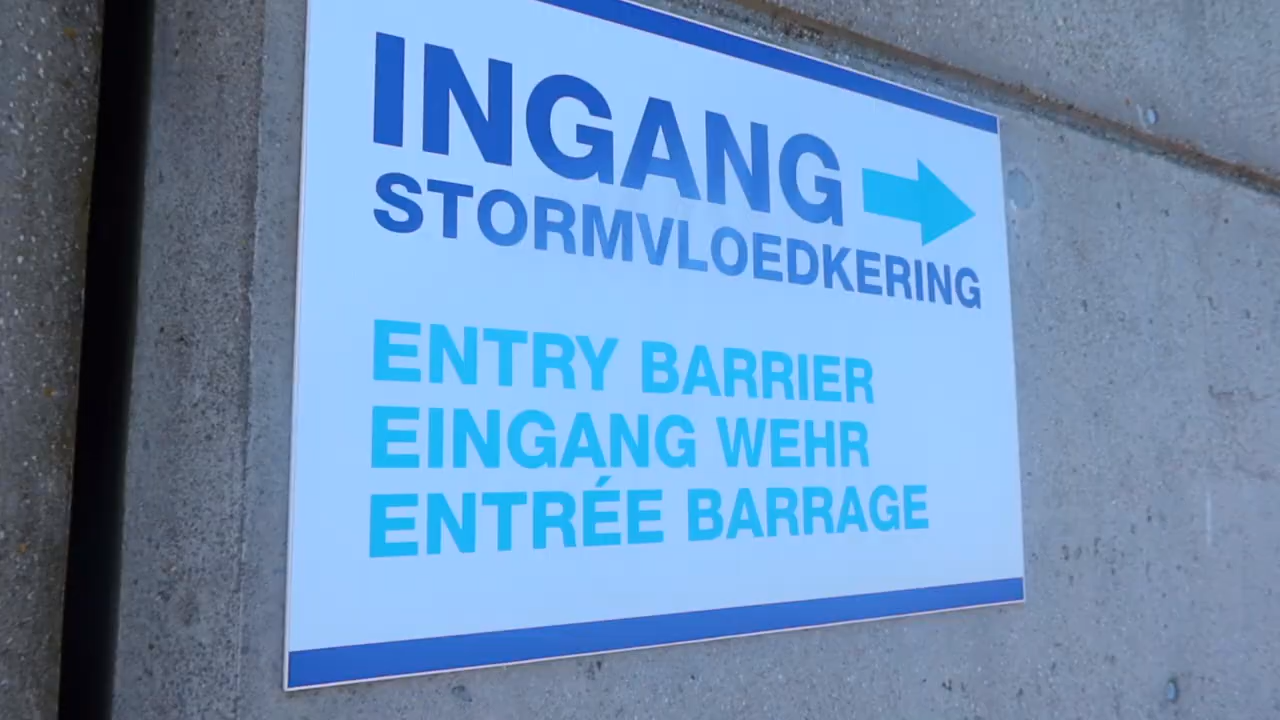 INGANG
STORMVLOEDKERING
ENTRY BARRIER
EINGANG WEHR
ENTRÉE BARRAGE